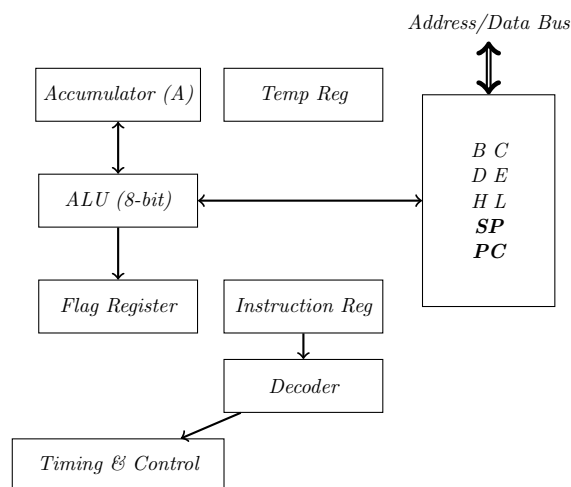 Address/Data Bus
Accumulator (A)
Temp Reg
B C
D E
H L
SP
PC
ALU (8-bit)
Flag Register
Instruction Reg
Decoder
Timing & Control